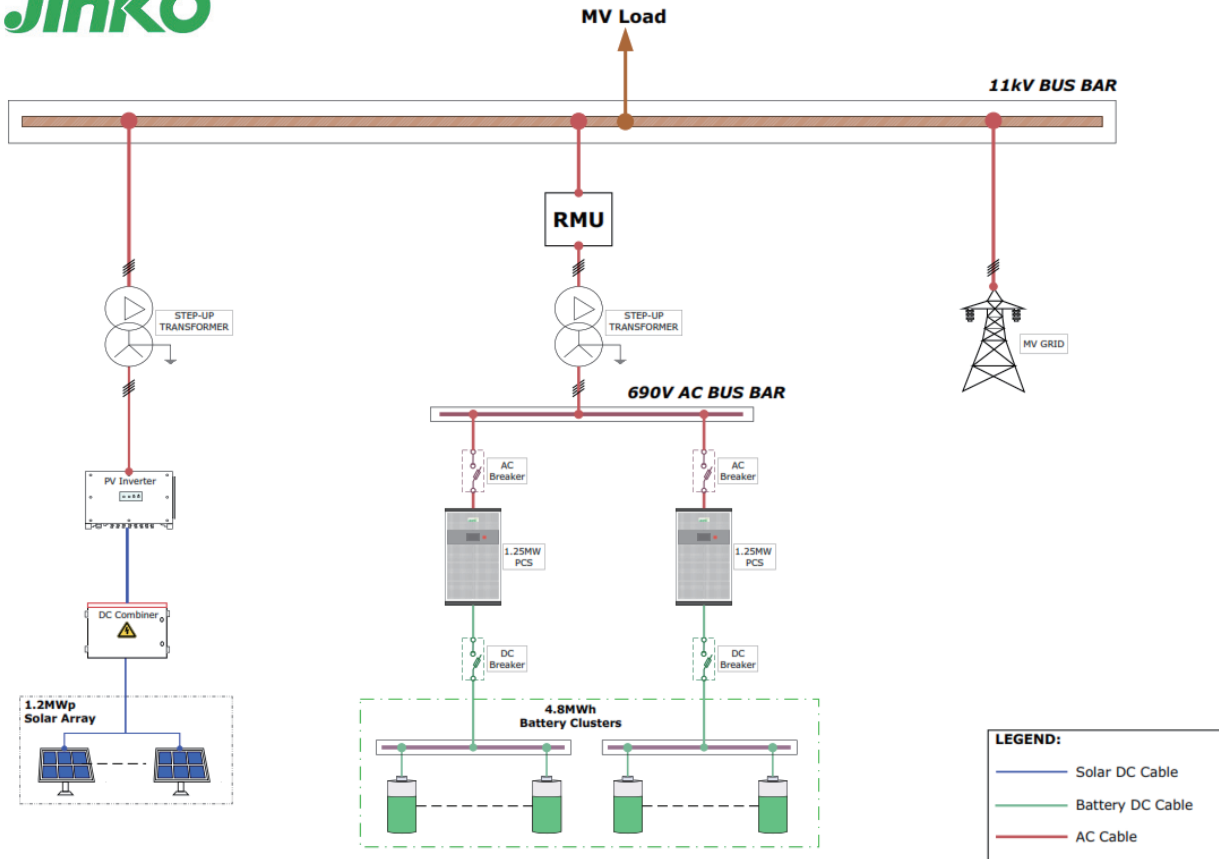 JinKO
MV Load
11kV BUS BAR
RMU
STEP-UP
TRANSFORMER
STEP-UP
TRANSFORMER
MV GRID
690V AC BUS BAR
AC
Breaker
AC
Breaker
PV Inverter
1.25MW
PCS
1.25MW
PCS
DC Combiner
DC
Breaker
DC
Breaker
1.2MWp
Solar Array
4.8MWh
Battery Clusters
LEGEND:
Solar DC Cable
Battery DC Cable
AC Cable